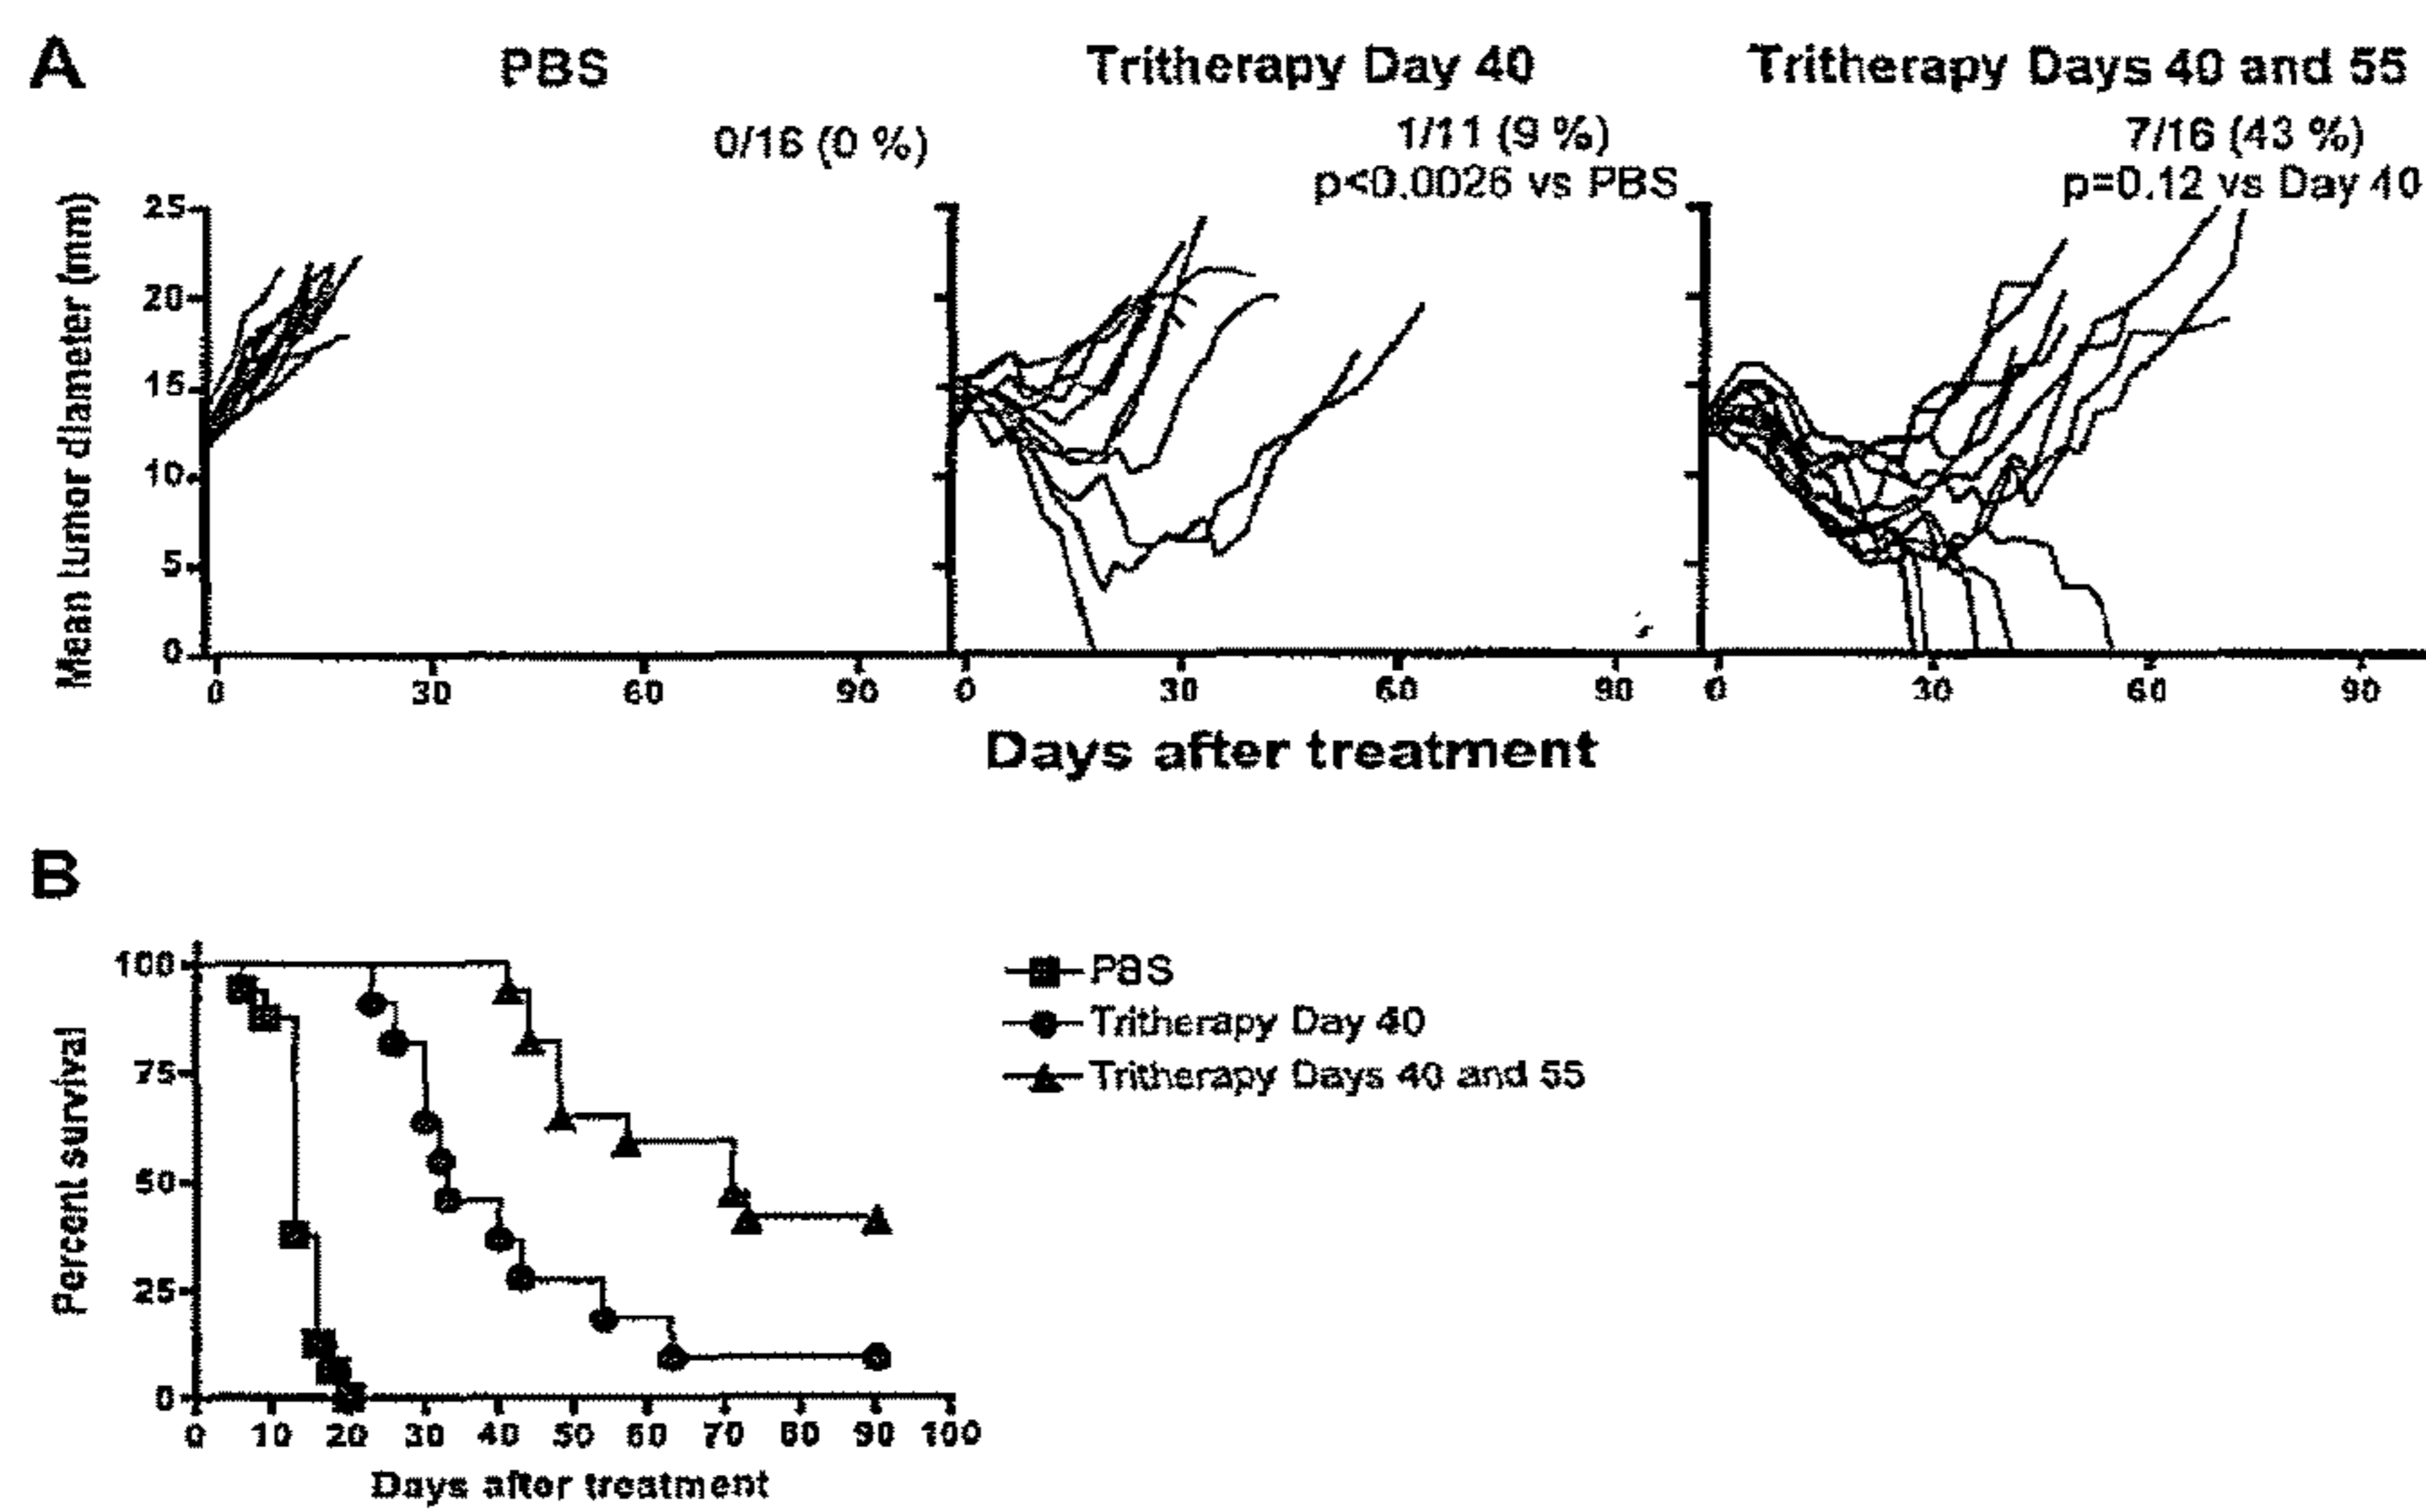 A
PBS
Tritherapy Day 40
Tritherapy Days 40 and 55
0/16 (0 %)
1/11 (9 %)
7/16 (43 %)
p<0.0026 vs PBS
p=0.12 vs Day 40
Mean tumor diameter (mm)
25
20
15
10
5
0
0 30 60 90
0 30 60 90
0 30 60 90
Days after treatment
B
Percent survival
100
75
50
25
0
0 10 20 30 40 50 60 70 80 90 100
Days after treatment
PBS
Tritherapy Day 40
Tritherapy Days 40 and 55